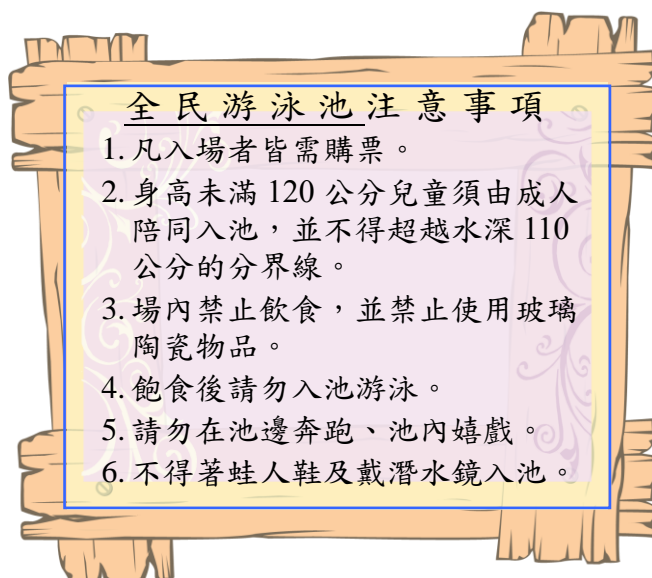 全民游泳池注意事項
1. 凡入場者皆需購票。
2. 身高未滿 120 公分兒童須由成人
陪同入池，並不得超越水深 110
公分的分界線。
3. 場內禁止飲食，並禁止使用玻璃
陶瓷物品。
4. 飽食後請勿入池游泳。
5. 請勿在池邊奔跑、池內嬉戲。
6. 不得著蛙人鞋及戴潛水鏡入池。